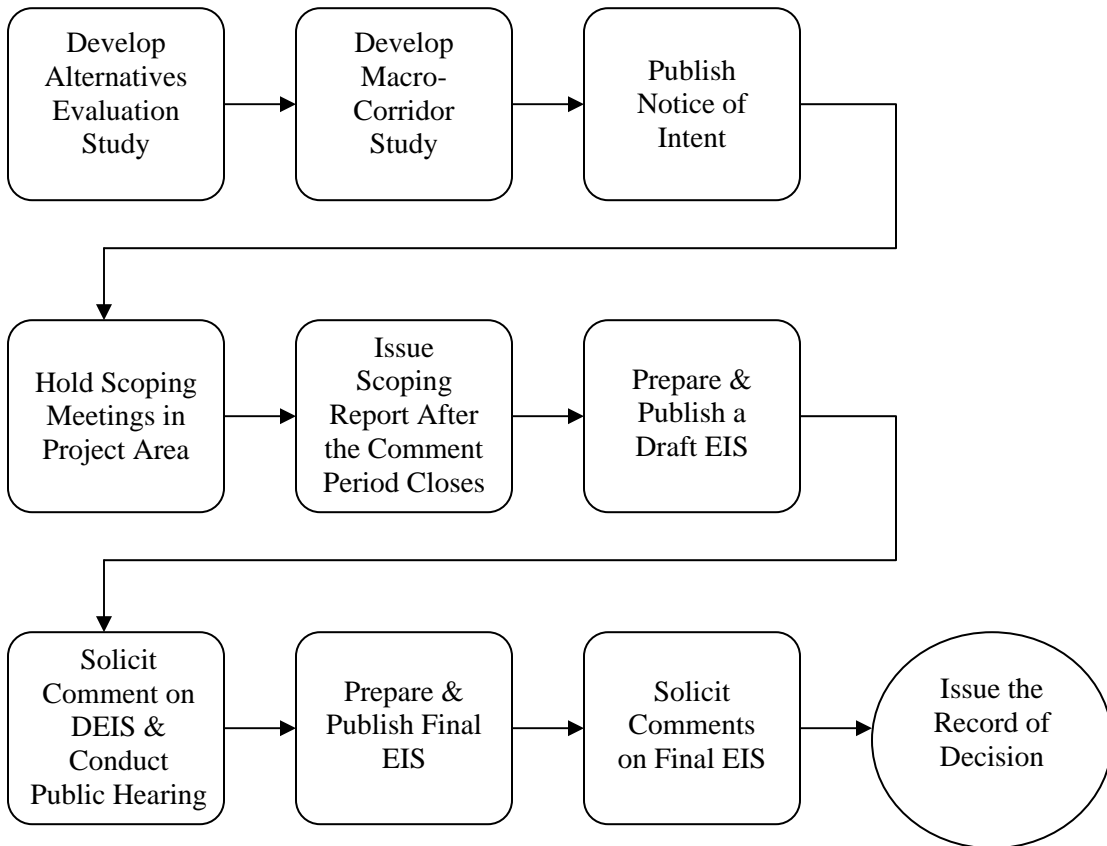 Develop
Alternatives
Evaluation
Study
Develop
Macro-
Corridor
Study
Publish
Notice of
Intent
Hold Scoping
Meetings in
Project Area
Issue
Scoping
Report After
the Comment
Period Closes
Prepare &
Publish a
Draft EIS
Solicit
Comment on
DEIS &
Conduct
Public Hearing
Prepare &
Publish Final
EIS
Solicit
Comments
on Final EIS
Issue the
Record of
Decision